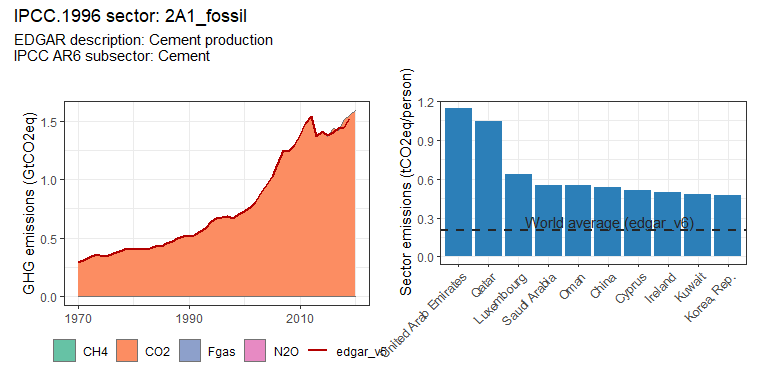 IPCC.1996 sector: 2A1_fossil
EDGAR description: Cement production
IPCC AR6 subsector: Cement
GHG emissions (GtCO2eq)
1.5
1.0
0.5
0.0
1970
1990
2010
CH4
CO2
Fgas
N2O
edgar_v6
Sector emissions (tCO2eq/person)
1.2
0.9
0.6
0.3
0.0
World average (edgar_v6)
United Arab Emirates
Qatar
Luxembourg
Saudi Arabia
Oman
China
Cyprus
Ireland
Kuwait
Korea, Rep.